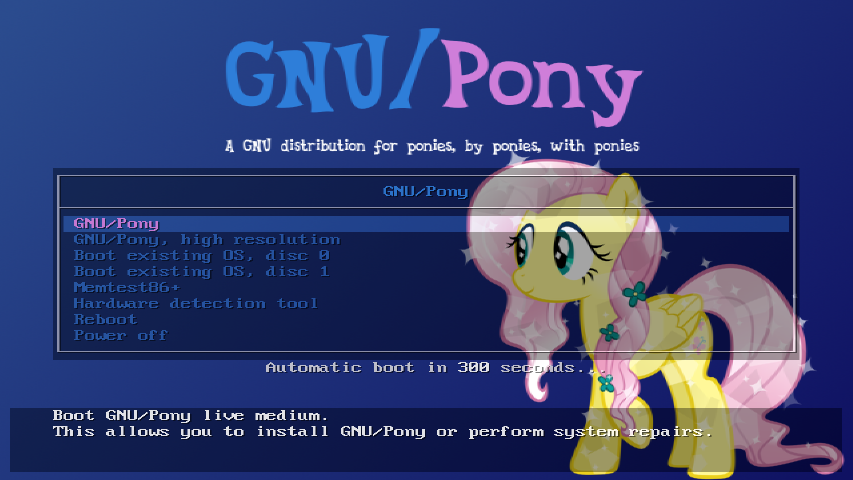 GNU/Pony
A GNU distribution for ponies, by ponies, with ponies
GNU/Pony
GNU/Pony
GNU/Pony, high resolution
Boot existing OS, disc 0
Boot existing OS, disc 1
Memtest86+
Hardware detection tool
Reboot
Power off
Automatic boot in 300 seconds...
Boot GNU/Pony live medium.
This allows you to install GNU/Pony or perform system repairs.